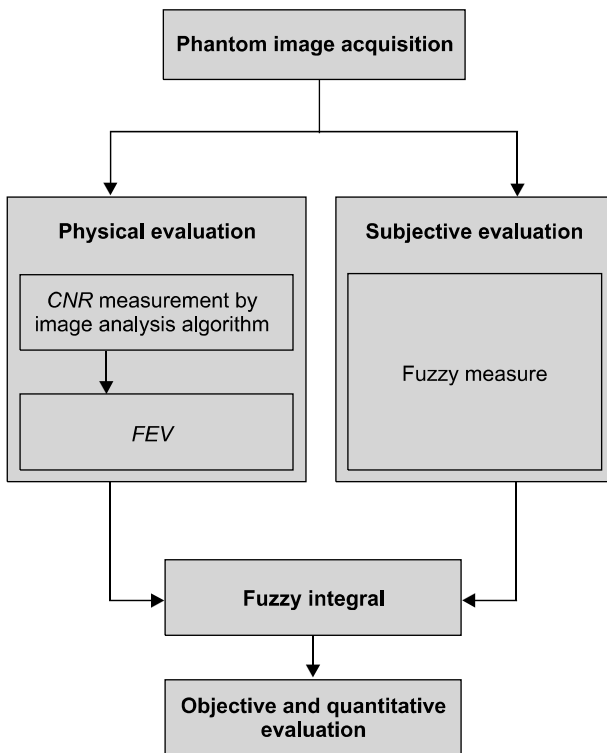 Phantom image acquisition
Physical evaluation
CNR measurement by
image analysis algorithm
FEV
Subjective evaluation
Fuzzy measure
Fuzzy integral
Objective and quantitative
evaluation